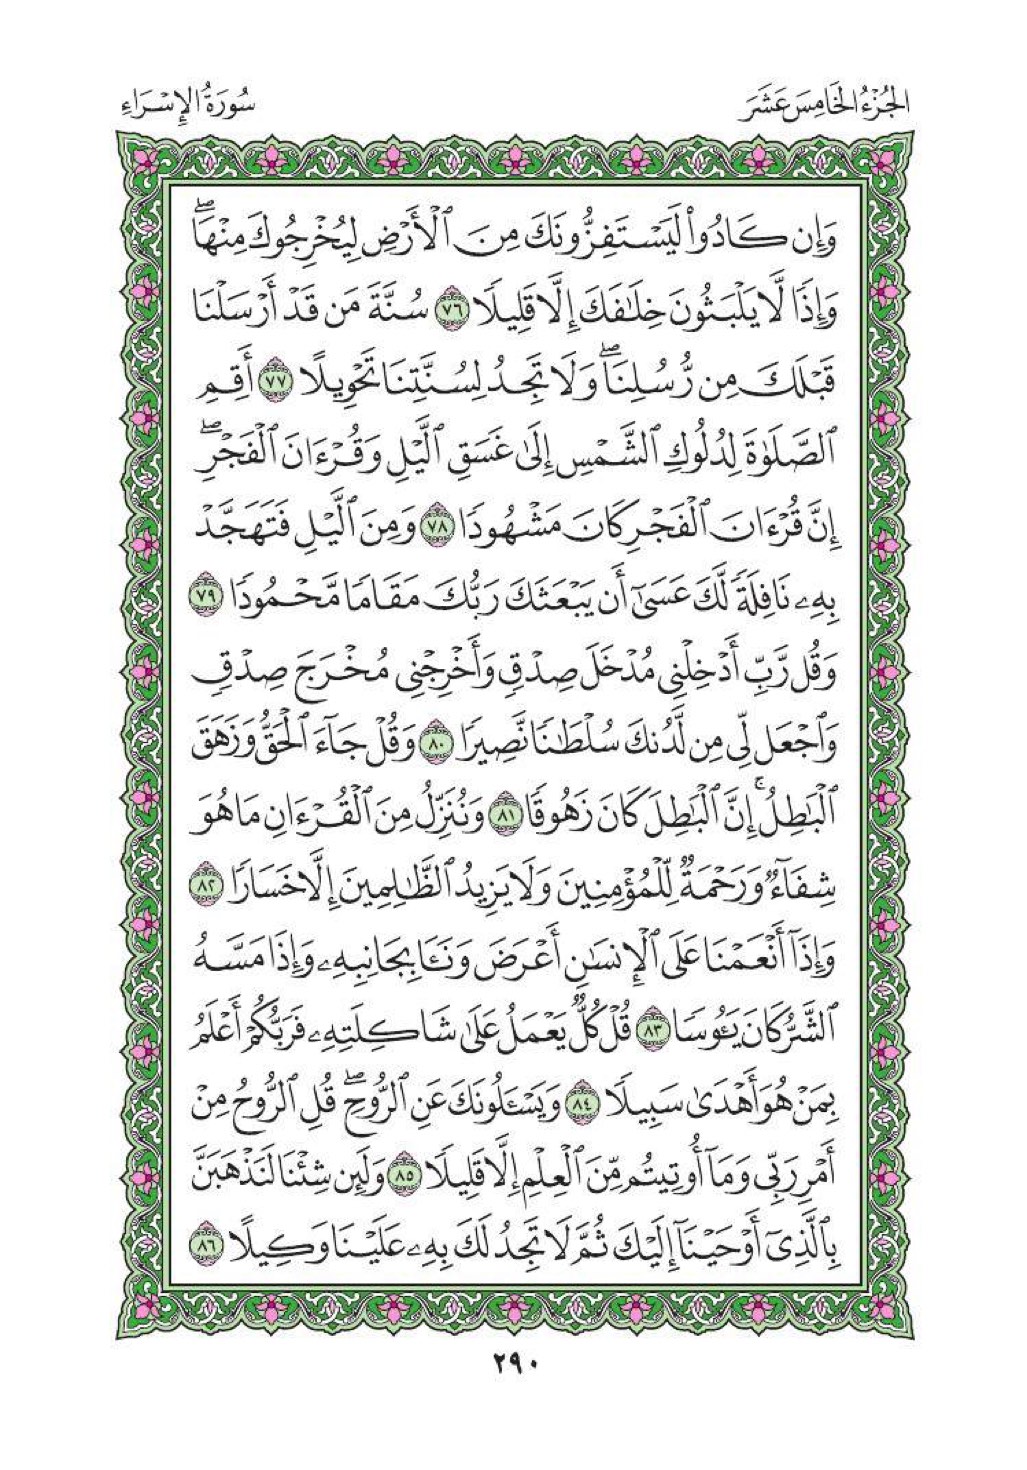 الجُزْءُ الخَامِسَ عَشَرَ
سُورَةُ الإِسْرَاءِ
وَإِن كَادُوا۟ لَيَسْتَفِزُّونَكَ مِنَ ٱلْأَرْضِ لِيُخْرِجُوكَ مِنْهَا ۖ
وَإِذًا لَّا يَلْبَثُونَ خِلَٰفَكَ إِلَّا قَلِيلًا ٧٦ سُنَّةَ مَن قَدْ أَرْسَلْنَا
قَبْلَكَ مِن رُّسُلِنَا ۖ وَلَا تَجِدُ لِسُنَّتِنَا تَحْوِيلًا ٧٧ أَقِمِ
ٱلصَّلَوٰةَ لِدُلُوكِ ٱلشَّمْسِ إِلَىٰ غَسَقِ ٱلَّيْلِ وَقُرْءَانَ ٱلْفَجْرِ ۖ
إِنَّ قُرْءَانَ ٱلْفَجْرِ كَانَ مَشْهُودًا ٧٨ وَمِنَ ٱلَّيْلِ فَتَهَجَّدْ
بِهِۦ نَافِلَةً لَّكَ عَسَىٰٓ أَن يَبْعَثَكَ رَبُّكَ مَقَامًا مَّحْمُودًا ٧٩
وَقُل رَّبِّ أَدْخِلْنِى مُدْخَلَ صِدْقٍ وَأَخْرِجْنِى مُخْرَجَ صِدْقٍ
وَٱجْعَل لِّى مِن لَّدُنكَ سُلْطَٰنًا نَّصِيرًا ٨٠ وَقُلْ جَآءَ ٱلْحَقُّ وَزَهَقَ
ٱلْبَٰطِلُ ۚ إِنَّ ٱلْبَٰطِلَ كَانَ زَهُوقًا ٨١ وَنُنَزِّلُ مِنَ ٱلْقُرْءَانِ مَا هُوَ
شِفَآءٌ وَرَحْمَةٌ لِّلْمُؤْمِنِينَ وَلَا يَزِيدُ ٱلظَّٰلِمِينَ إِلَّا خَسَارًا ٨٢
وَإِذَآ أَنْعَمْنَا عَلَى ٱلْإِنسَٰنِ أَعْرَضَ وَنَـَٔا بِجَانِبِهِۦ وَإِذَا مَسَّهُ
ٱلشَّرُّ كَانَ يَـُٔوسًا ٨٣ قُلْ كُلٌّ يَعْمَلُ عَلَىٰ شَاكِلَتِهِۦ فَرَبُّكُمْ أَعْلَمُ
بِمَنْ هُوَ أَهْدَىٰ سَبِيلًا ٨٤ وَيَسْـَٔلُونَكَ عَنِ ٱلرُّوحِ ۖ قُلِ ٱلرُّوحُ مِنْ
أَمْرِ رَبِّى وَمَآ أُوتِيتُم مِّنَ ٱلْعِلْمِ إِلَّا قَلِيلًا ٨٥ وَلَئِن شِئْنَا لَنَذْهَبَنَّ
بِٱلَّذِىٓ أَوْحَيْنَآ إِلَيْكَ ثُمَّ لَا تَجِدُ لَكَ بِهِۦ عَلَيْنَا وَكِيلًا ٨٦
٢٩٠